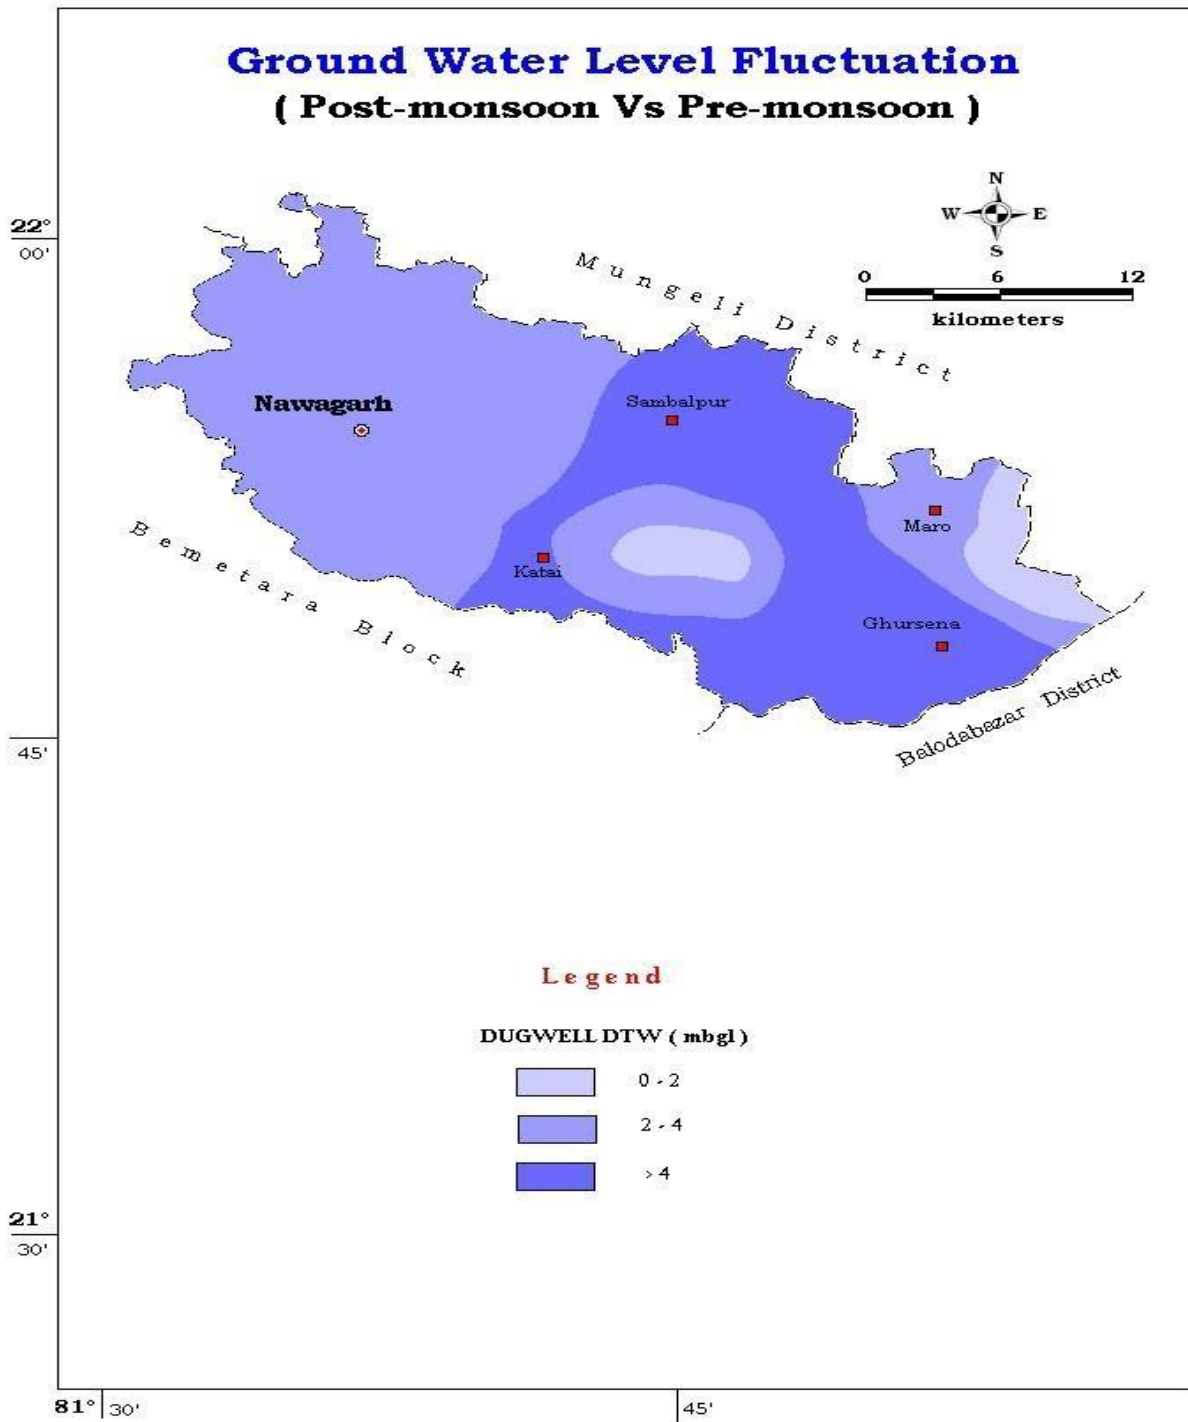 Ground Water Level Fluctuation
( Post-monsoon Vs Pre-monsoon )
N
W E
S
22°
00'
0 6 12
kilometers
Mungeli District
Nawagarh
Sambalpur
Maro
Katai
Ghursena
Bemetara Block
Balodabazar District
45'
Legend
DUGWELL DTW ( mbgl )
0 - 2
2 - 4
> 4
21°
30'
81° 30' 45'